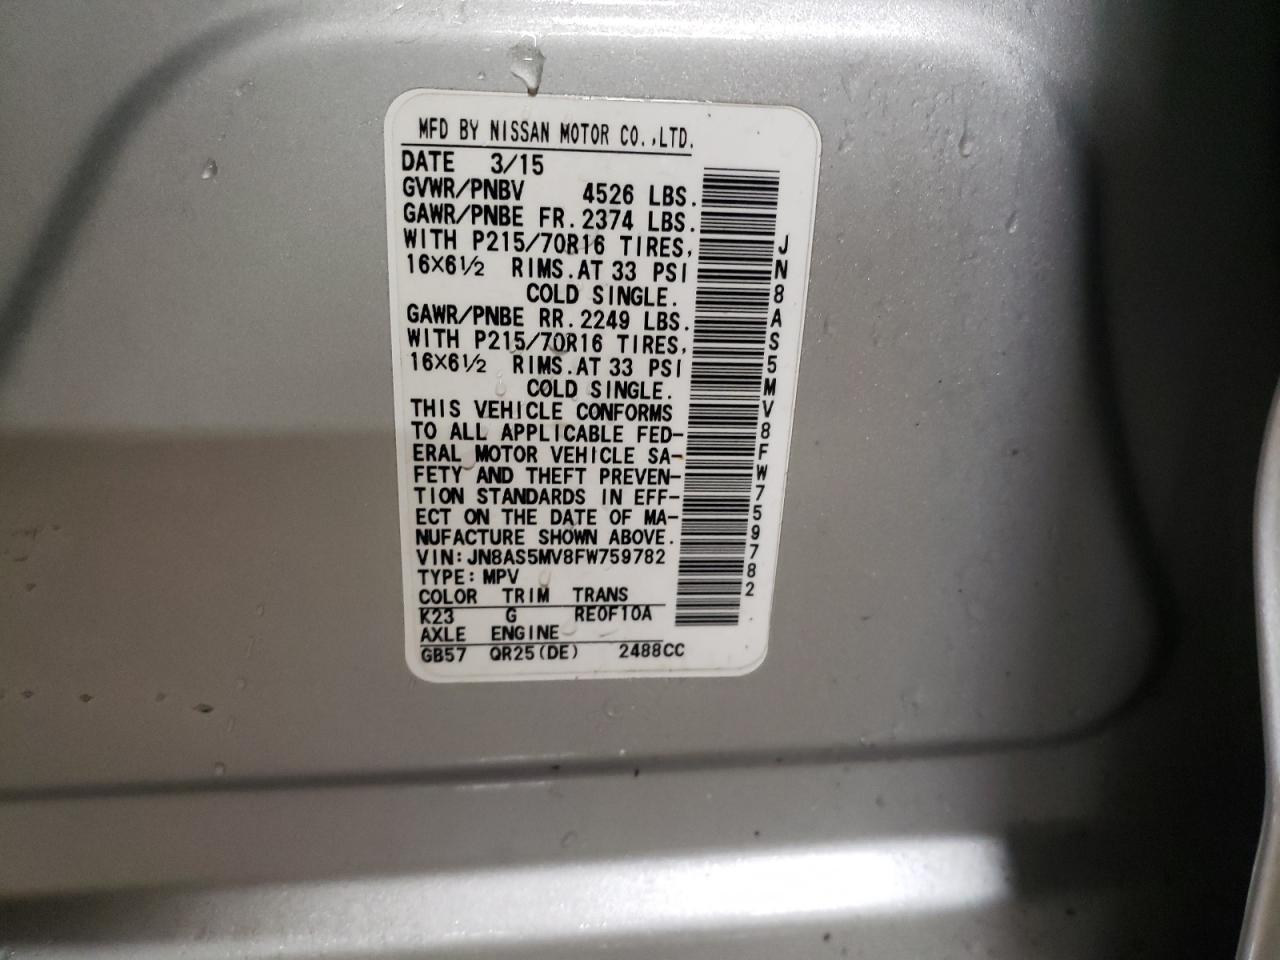 MFD BY NISSAN MOTOR CO.,LTD.
DATE 3/15
GVWR/PNBV 4526 LBS.
GAWR/PNBE FR. 2374 LBS.
WITH P215/70R16 TIRES,
16X6½ RIMS. AT 33 PSI
COLD SINGLE.
GAWR/PNBE RR. 2249 LBS.
WITH P215/70R16 TIRES,
16X6½ RIMS. AT 33 PSI
COLD SINGLE.
THIS VEHICLE CONFORMS
TO ALL APPLICABLE FED-
ERAL MOTOR VEHICLE SA-
FETY AND THEFT PREVEN-
TION STANDARDS IN EFF-
ECT ON THE DATE OF MA-
NUFACTURE SHOWN ABOVE.
VIN: JN8AS5MV8FW759782
TYPE: MPV
COLOR TRIM TRANS
K23 G RE0F10A
AXLE ENGINE
GB57 QR25(DE) 2488CC
JN8AS5MV8FW759782